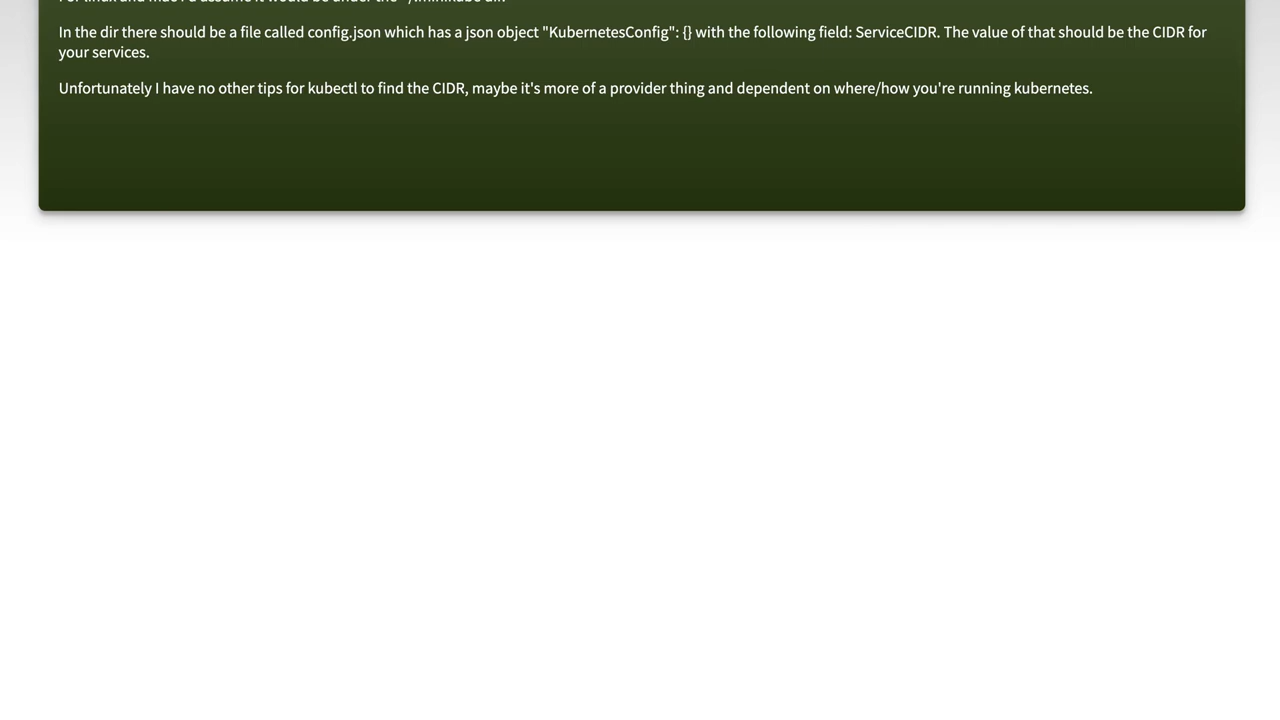 In the dir there should be a file called config.json which has a json object "KubernetesConfig": {} with the following field: ServiceCIDR. The value of that should be the CIDR for
your services.
Unfortunately I have no other tips for kubectl to find the CIDR, maybe it's more of a provider thing and dependent on where/how you're running kubernetes.